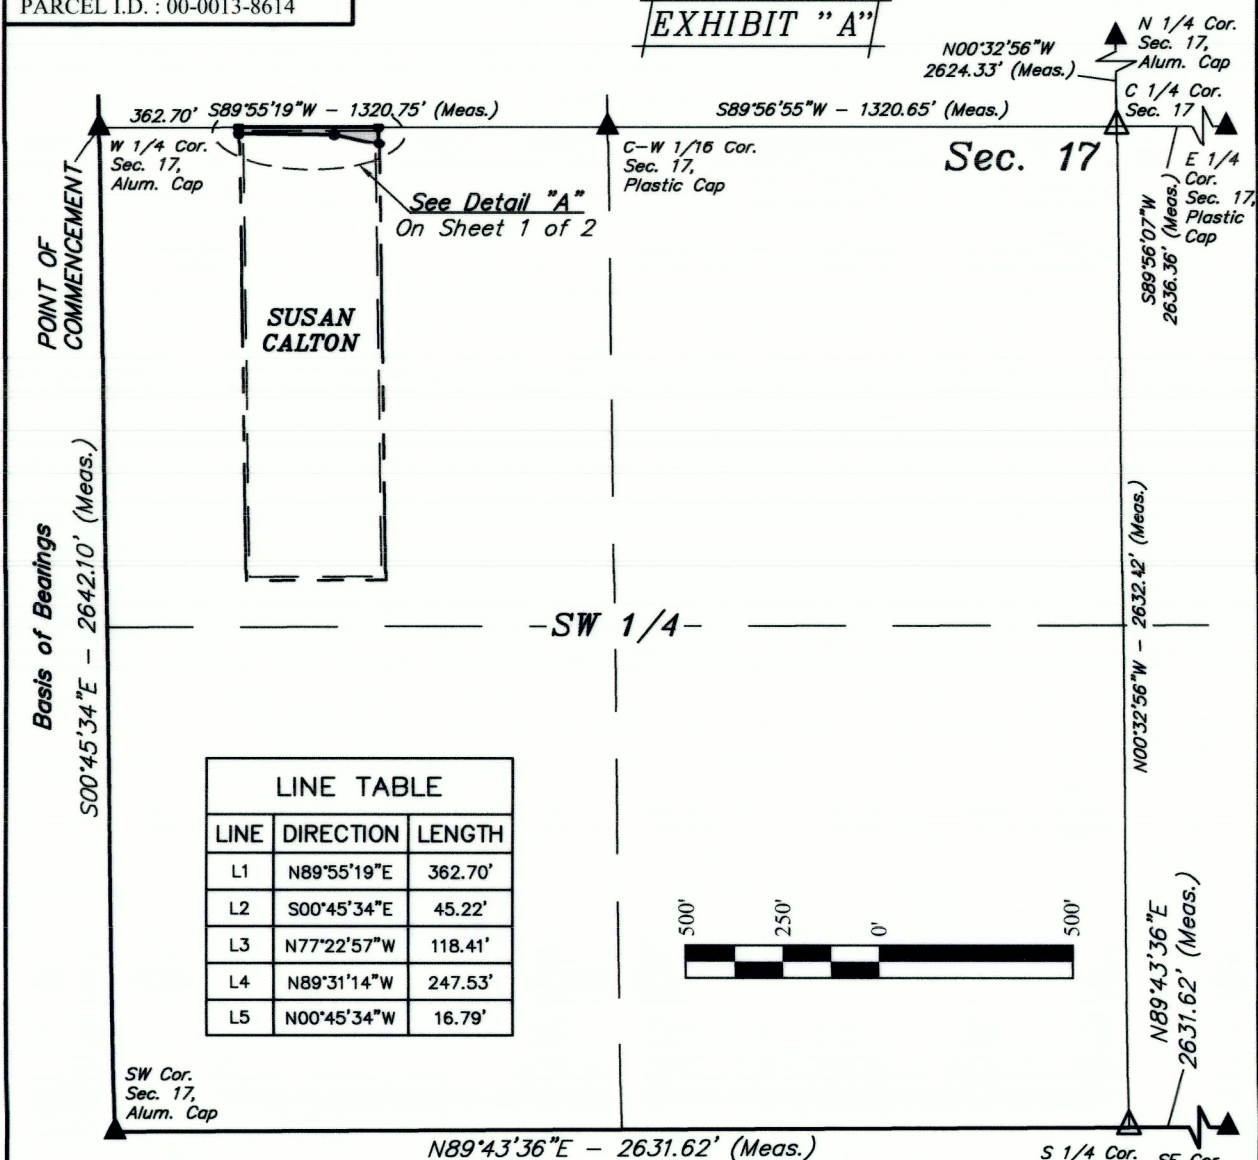 PARCEL I.D. : 00-0013-8614
EXHIBIT "A"
N00°32'56"W
2624.33' (Meas.)
N 1/4 Cor.
Sec. 17,
Alum. Cap
C 1/4 Cor.
Sec. 17
362.70'
S89°55'19"W - 1320.75' (Meas.)
S89°56'55"W - 1320.65' (Meas.)
W 1/4 Cor.
Sec. 17,
Alum. Cap
C-W 1/16 Cor.
Sec. 17,
Plastic Cap
Sec. 17
E 1/4
Cor.
Sec. 17,
Plastic
Cap
S89°56'07"W
2636.36' (Meas.)
See Detail "A"
On Sheet 1 of 2
POINT OF
COMMENCEMENT
SUSAN
CALTON
Basis of Bearings
S00°45'34"E - 2642.10' (Meas.)
SW 1/4
N00°32'56"W - 2632.42' (Meas.)
LINE TABLE
LINE DIRECTION LENGTH
L1 N89°55'19"E 362.70'
L2 S00°45'34"E 45.22'
L3 N77°22'57"W 118.41'
L4 N89°31'14"W 247.53'
L5 N00°45'34"W 16.79'
500' 250' 0' 500'
N89°43'36"E
2631.62' (Meas.)
SW Cor.
Sec. 17,
Alum. Cap
N89°43'36"E - 2631.62' (Meas.)
S 1/4 Cor.
SE Cor.